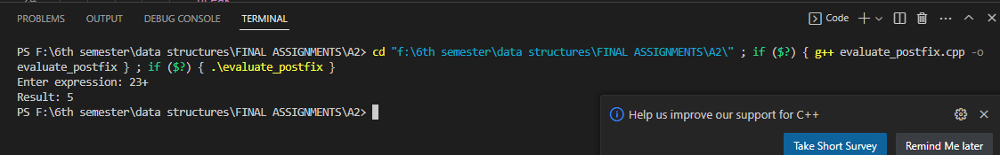 PROBLEMS OUTPUT DEBUG CONSOLE TERMINAL Code
PS F:\6th semester\data structures\FINAL ASSIGNMENTS\A2> cd "f:\6th semester\data structures\FINAL ASSIGNMENTS\A2\" ; if ($?) { g++ evaluate_postfix.cpp -o
evaluate_postfix } ; if ($?) { .\evaluate_postfix }
Enter expression: 23+
Result: 5
PS F:\6th semester\data structures\FINAL ASSIGNMENTS\A2>
Help us improve our support for C++
Take Short Survey Remind Me later